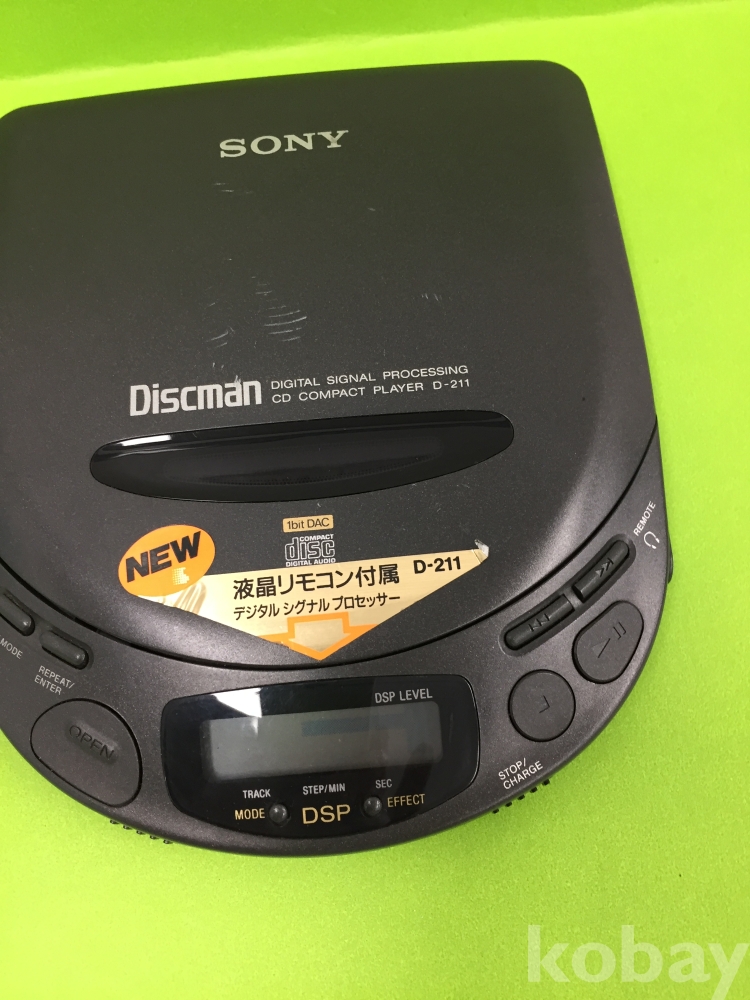 SONY
Discman
DIGITAL SIGNAL PROCESSING
CD COMPACT PLAYER D-211
1bit DAC
COMPACT
disc
DIGITAL AUDIO
NEW
液晶リモコン付属 D-211
デジタル シグナル プロセッサー
REMOTE
MODE
REPEAT/
ENTER
OPEN
DSP LEVEL
TRACK
STEP/MIN
SEC
MODE
DSP
EFFECT
STOP/
CHARGE
kobay